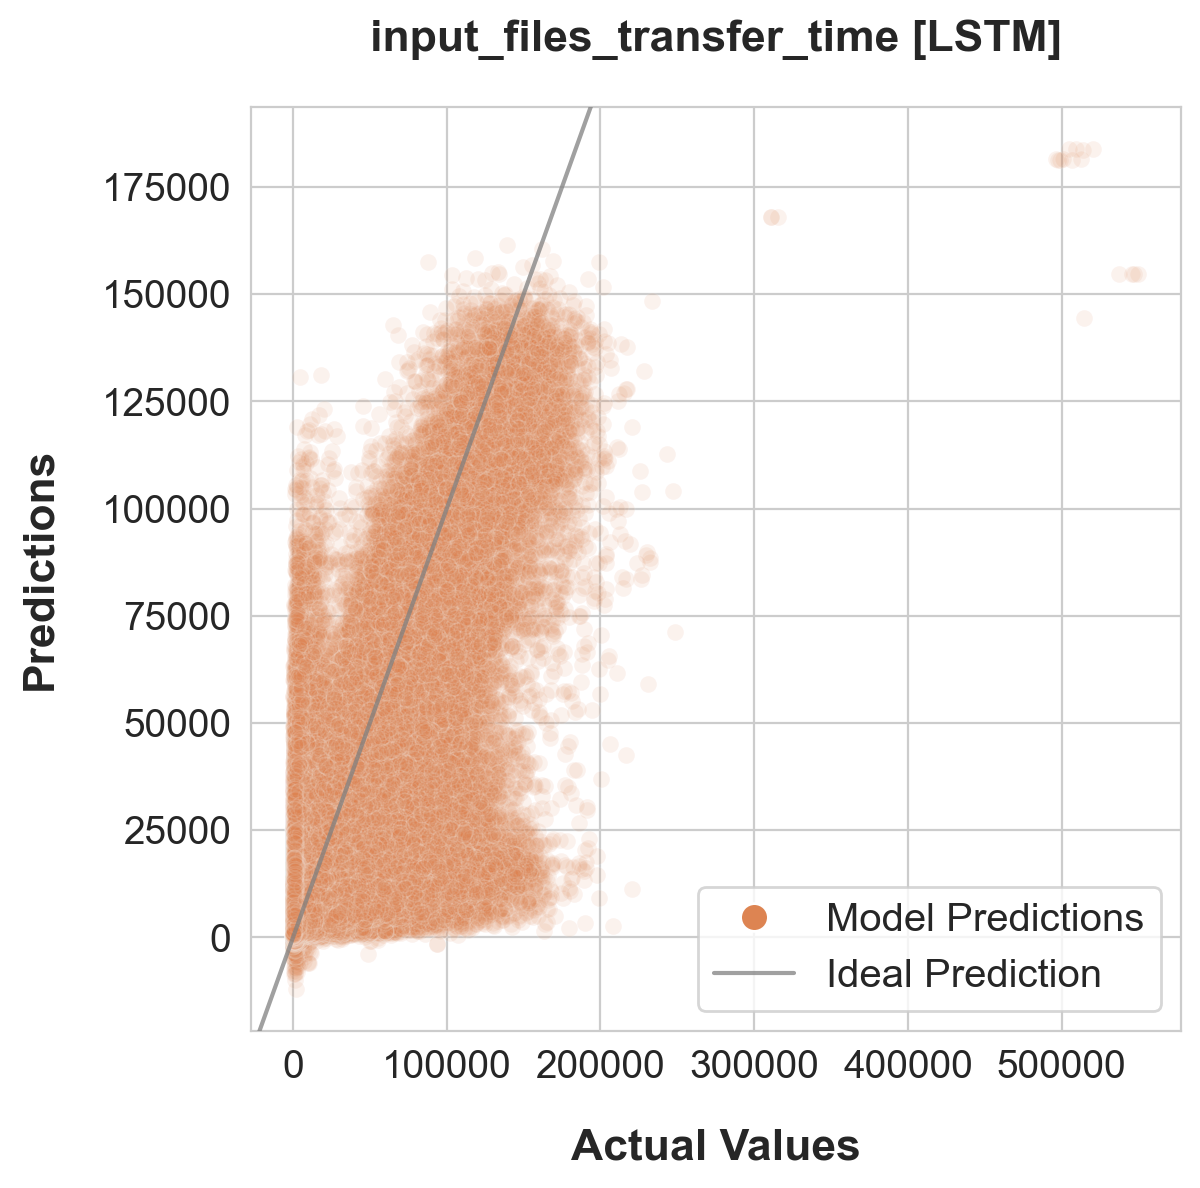 input_files_transfer_time [LSTM]
Predictions
175000
150000
125000
100000
75000
50000
25000
0
0
100000
200000
300000
400000
500000
Actual Values
Model Predictions
Ideal Prediction